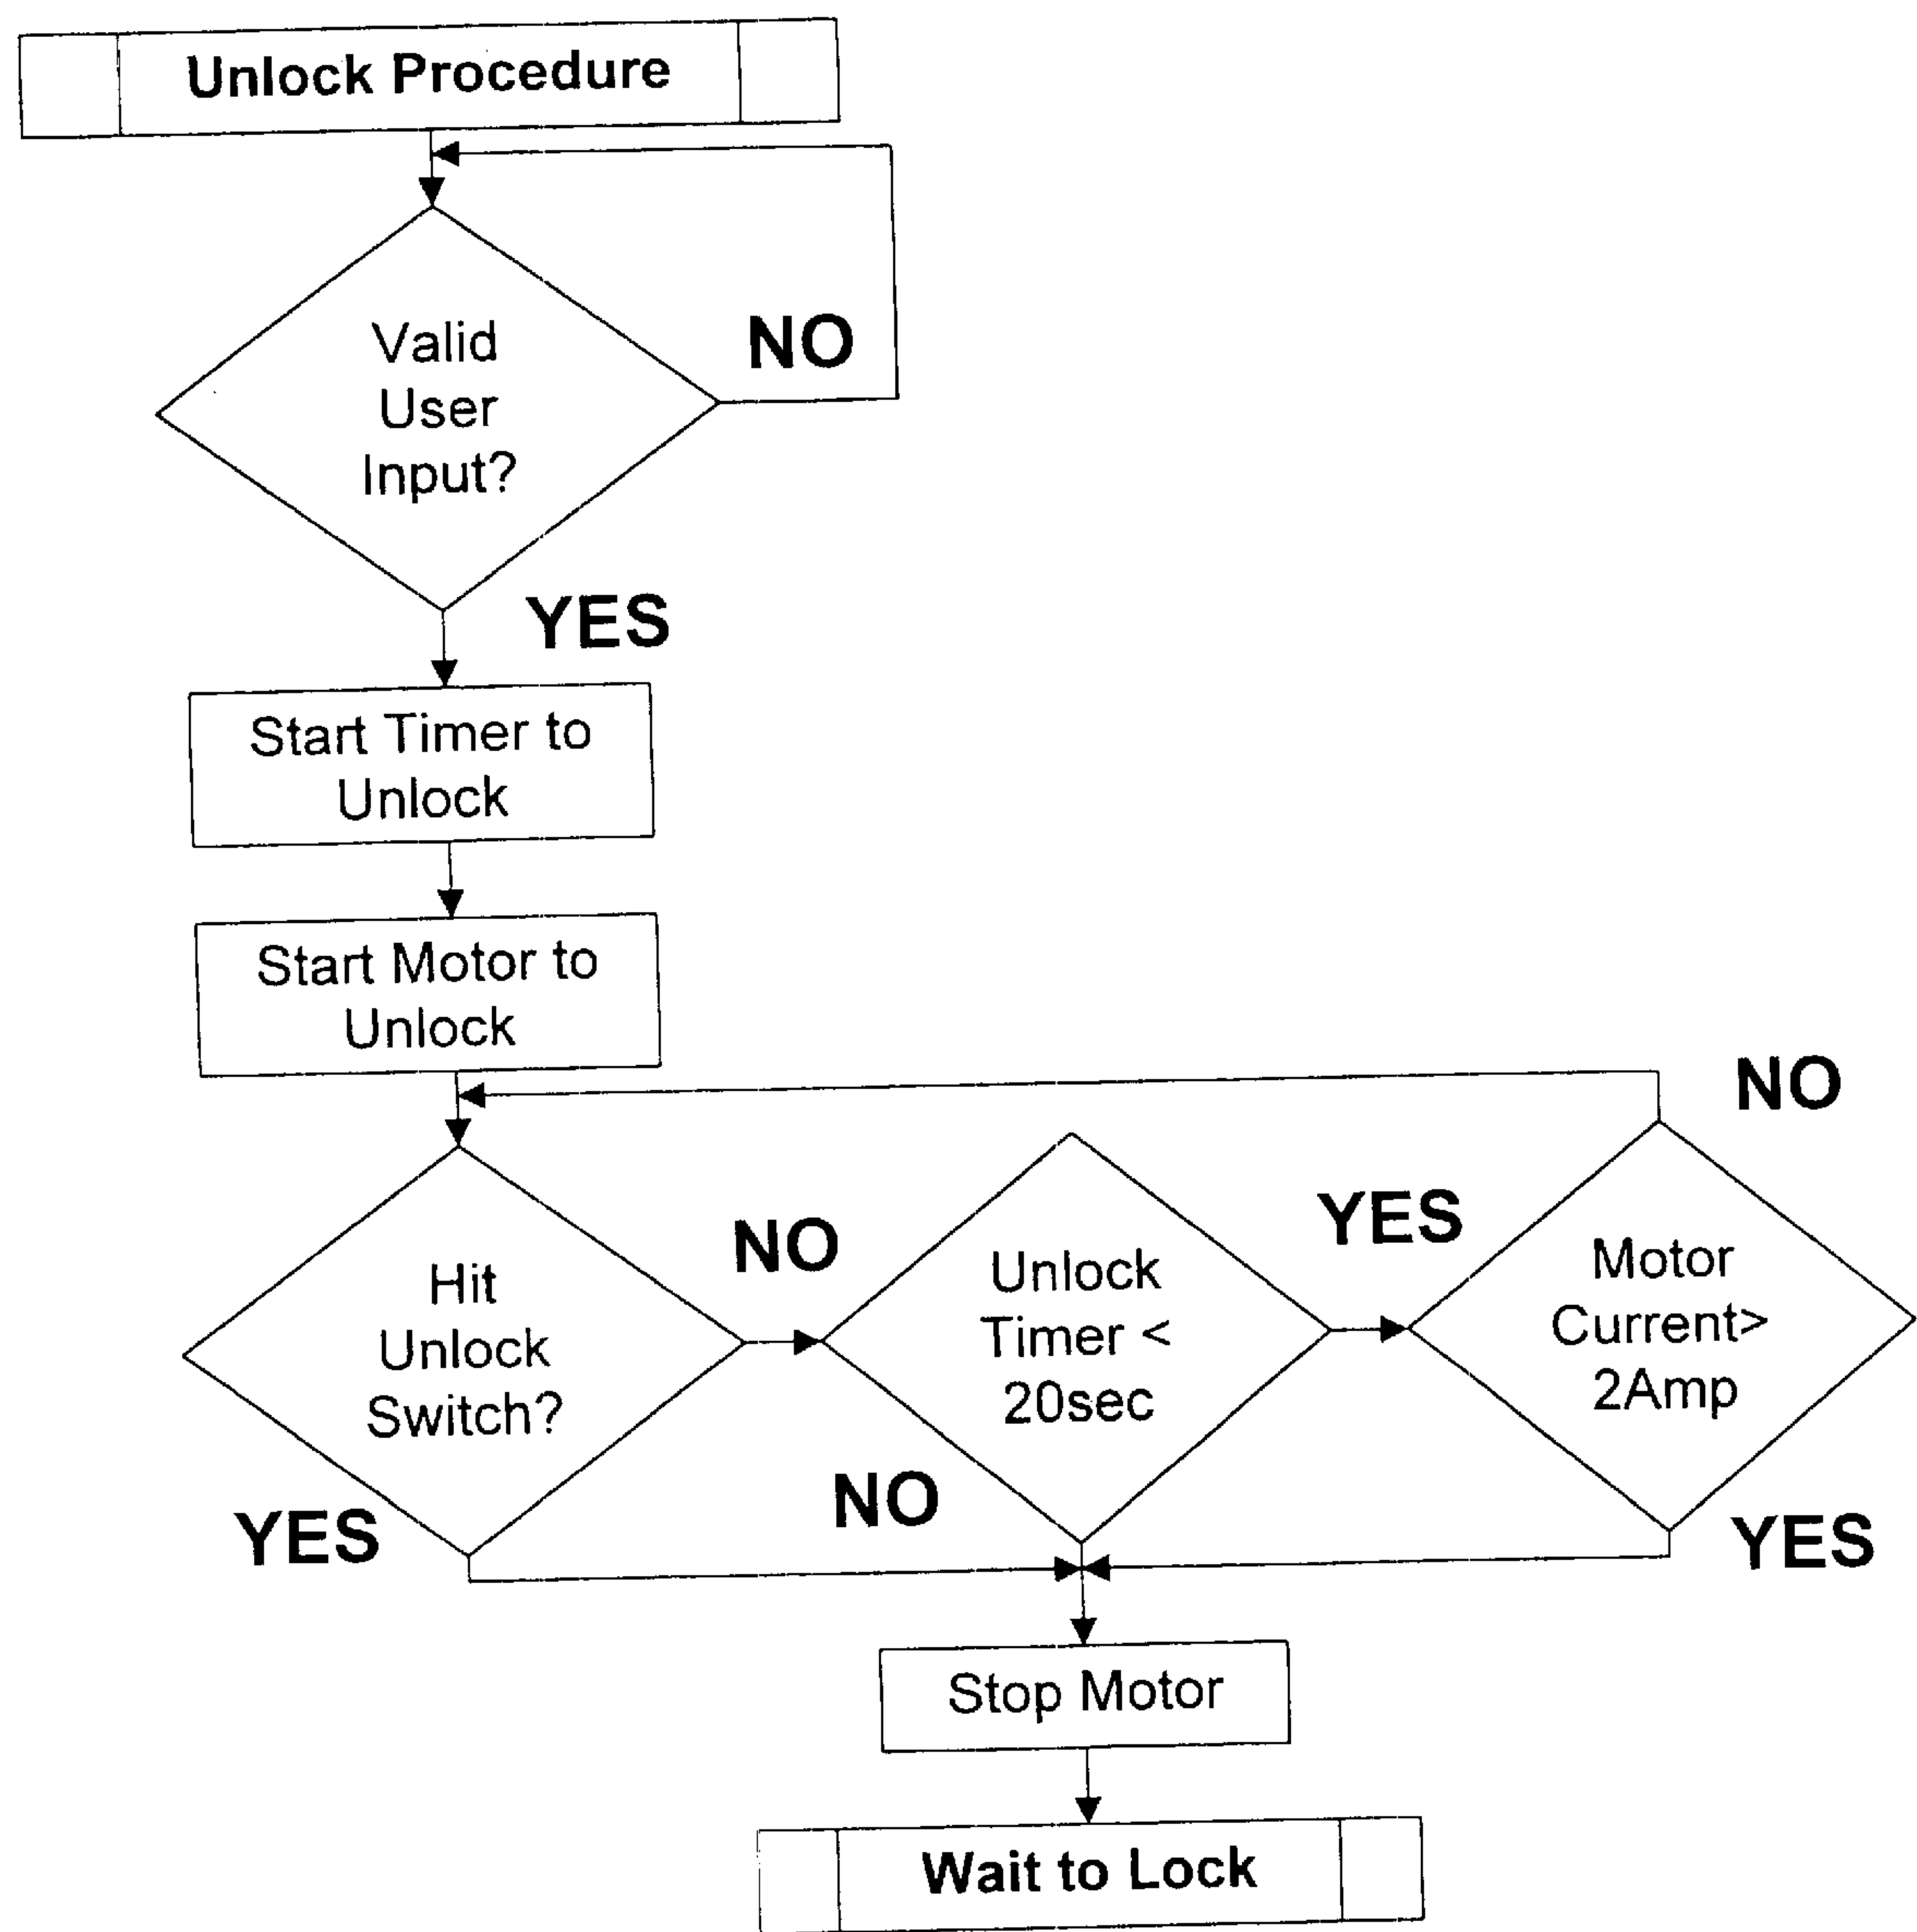 Unlock Procedure
Valid
User
Input?
NO
YES
Start Timer to
Unlock
Start Motor to
Unlock
Hit
Unlock
Switch?
NO
YES
Unlock
Timer <
20sec
YES
NO
Motor
Current>
2Amp
NO
YES
Stop Motor
Wait to Lock